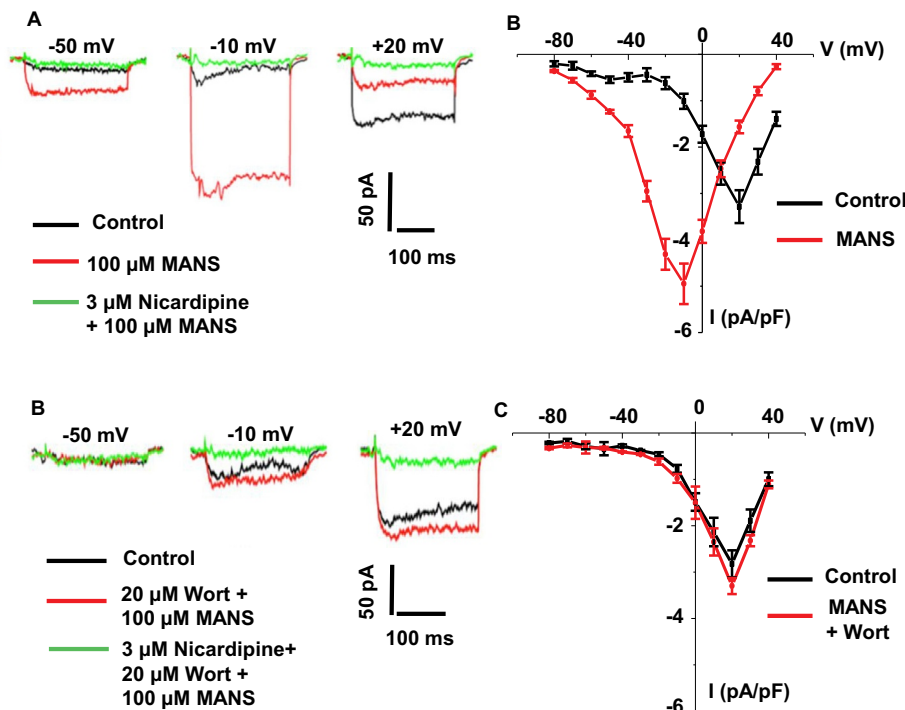 A
-50 mV
-10 mV
+20 mV
50 pA
100 ms
Control
100 µM MANS
3 µM Nicardipine
+ 100 µM MANS
B
-80
-40
0
40
V (mV)
-2
-4
-6
I (pA/pF)
Control
MANS
B
-50 mV
-10 mV
+20 mV
50 pA
100 ms
Control
20 µM Wort +
100 µM MANS
3 µM Nicardipine+
20 µM Wort +
100 µM MANS
C
-80
-40
0
40
V (mV)
-2
-4
-6
I (pA/pF)
Control
MANS
+ Wort